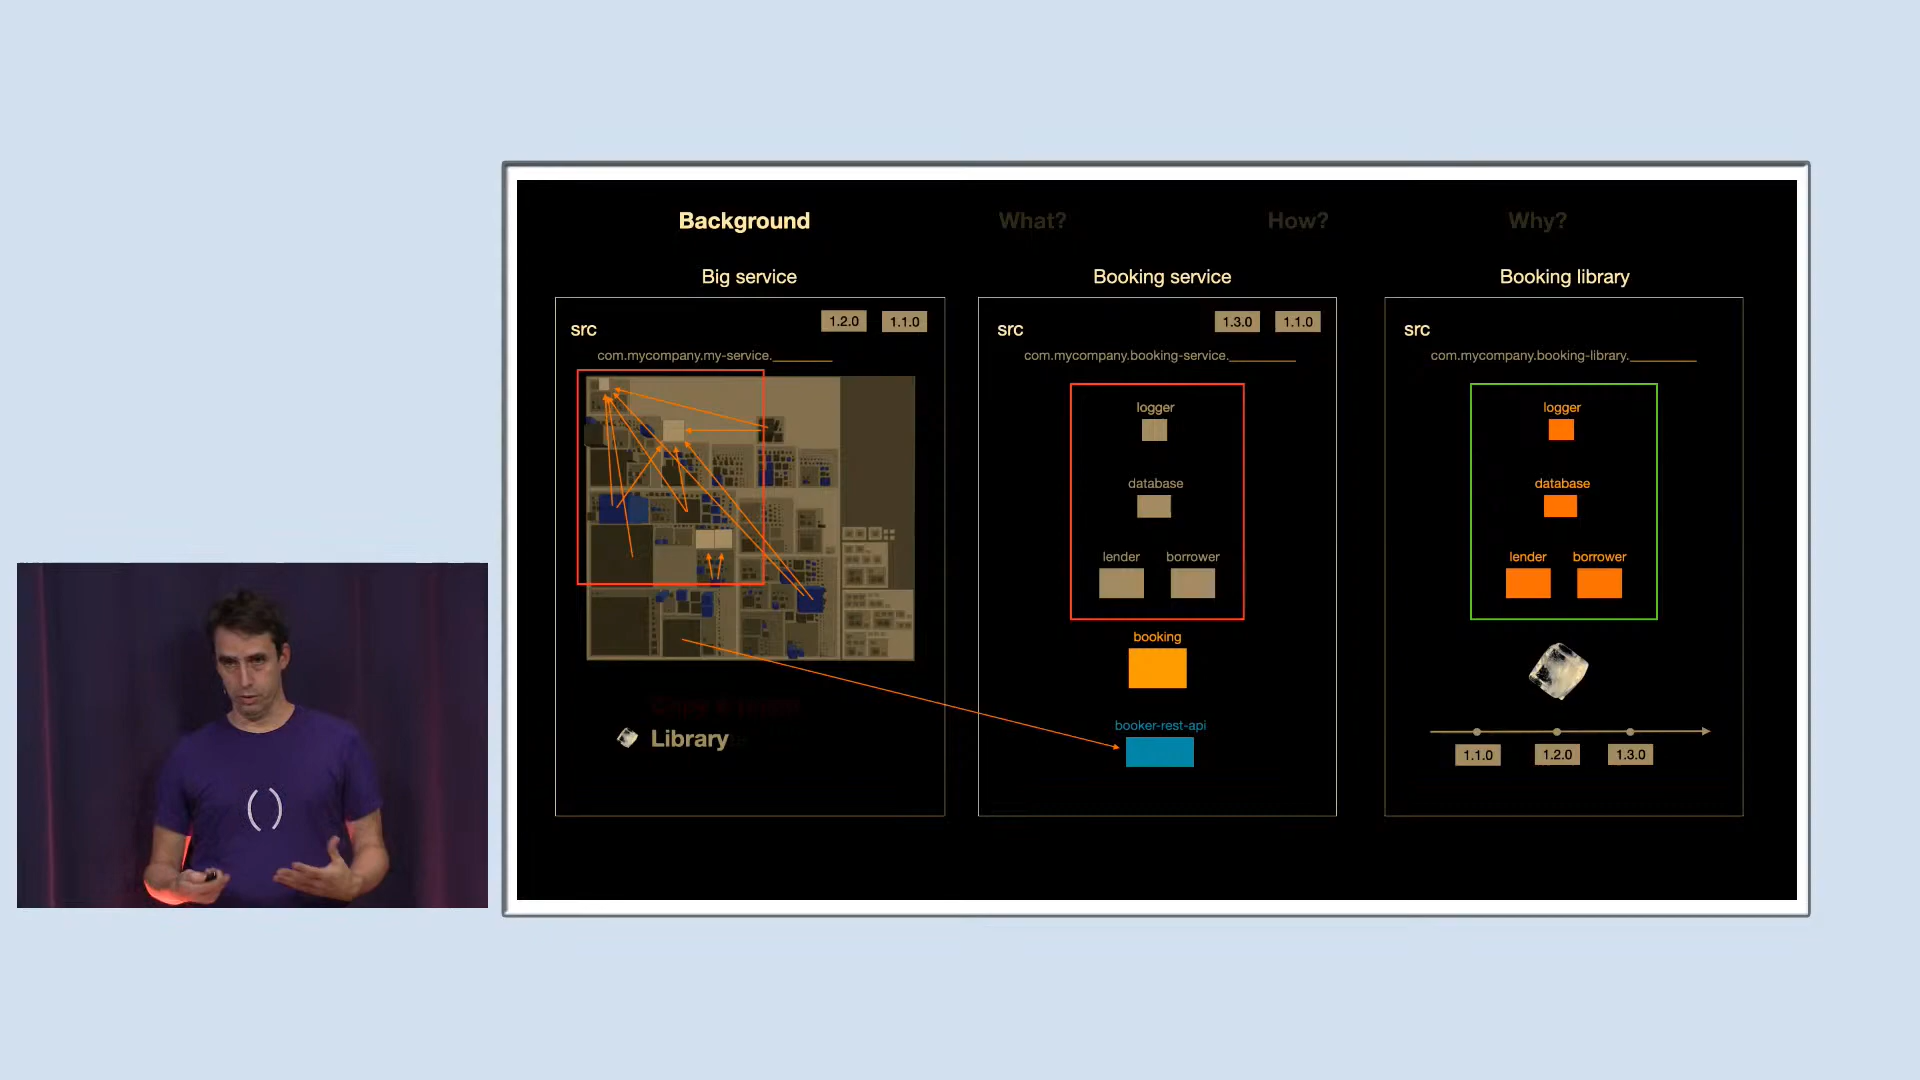 Background What? How? Why?
Big service
src
1.2.0 1.1.0
com.mycompany.my-service.________
Library
Booking service
src
1.3.0 1.1.0
com.mycompany.booking-service.________
logger
database
lender borrower
booking
booker-rest-api
Booking library
src
com.mycompany.booking-library.________
logger
database
lender borrower
1.1.0 1.2.0 1.3.0
( )